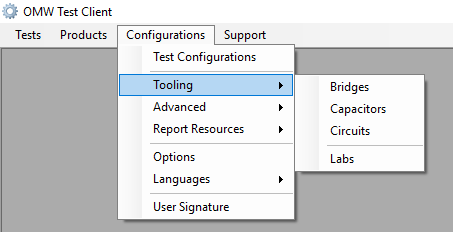 OMW Test Client
Tests Products Configurations Support
Test Configurations
Tooling
Advanced
Report Resources
Options
Languages
User Signature
Bridges
Capacitors
Circuits
Labs